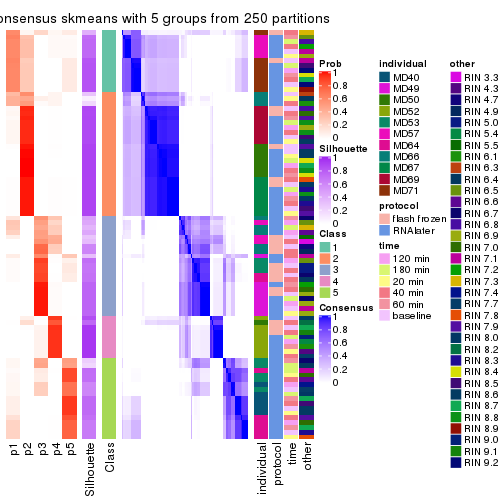 onsensus skmeans with 5 groups from 250 partitions
p1
p2
p3
p4
p5
Silhouette
Class
individual
protocol
time
other
Prob
1
0.8
0.6
0.4
0.2
0
Silhouette
1
0.8
0.6
0.4
0.2
0
Class
1
2
3
4
5
Consensus
1
0.8
0.6
0.4
0.2
0
individual
MD40
MD49
MD50
MD52
MD53
MD57
MD64
MD66
MD67
MD69
MD71
protocol
flash frozen
RNAlater
time
120 min
180 min
20 min
40 min
60 min
baseline
other
RIN 3.3
RIN 4.3
RIN 4.7
RIN 4.9
RIN 5.0
RIN 5.4
RIN 5.5
RIN 6.1
RIN 6.3
RIN 6.4
RIN 6.5
RIN 6.6
RIN 6.7
RIN 6.8
RIN 6.9
RIN 7.0
RIN 7.1
RIN 7.2
RIN 7.3
RIN 7.4
RIN 7.7
RIN 7.8
RIN 7.9
RIN 8.0
RIN 8.2
RIN 8.3
RIN 8.4
RIN 8.5
RIN 8.6
RIN 8.7
RIN 8.8
RIN 8.9
RIN 9.0
RIN 9.1
RIN 9.2